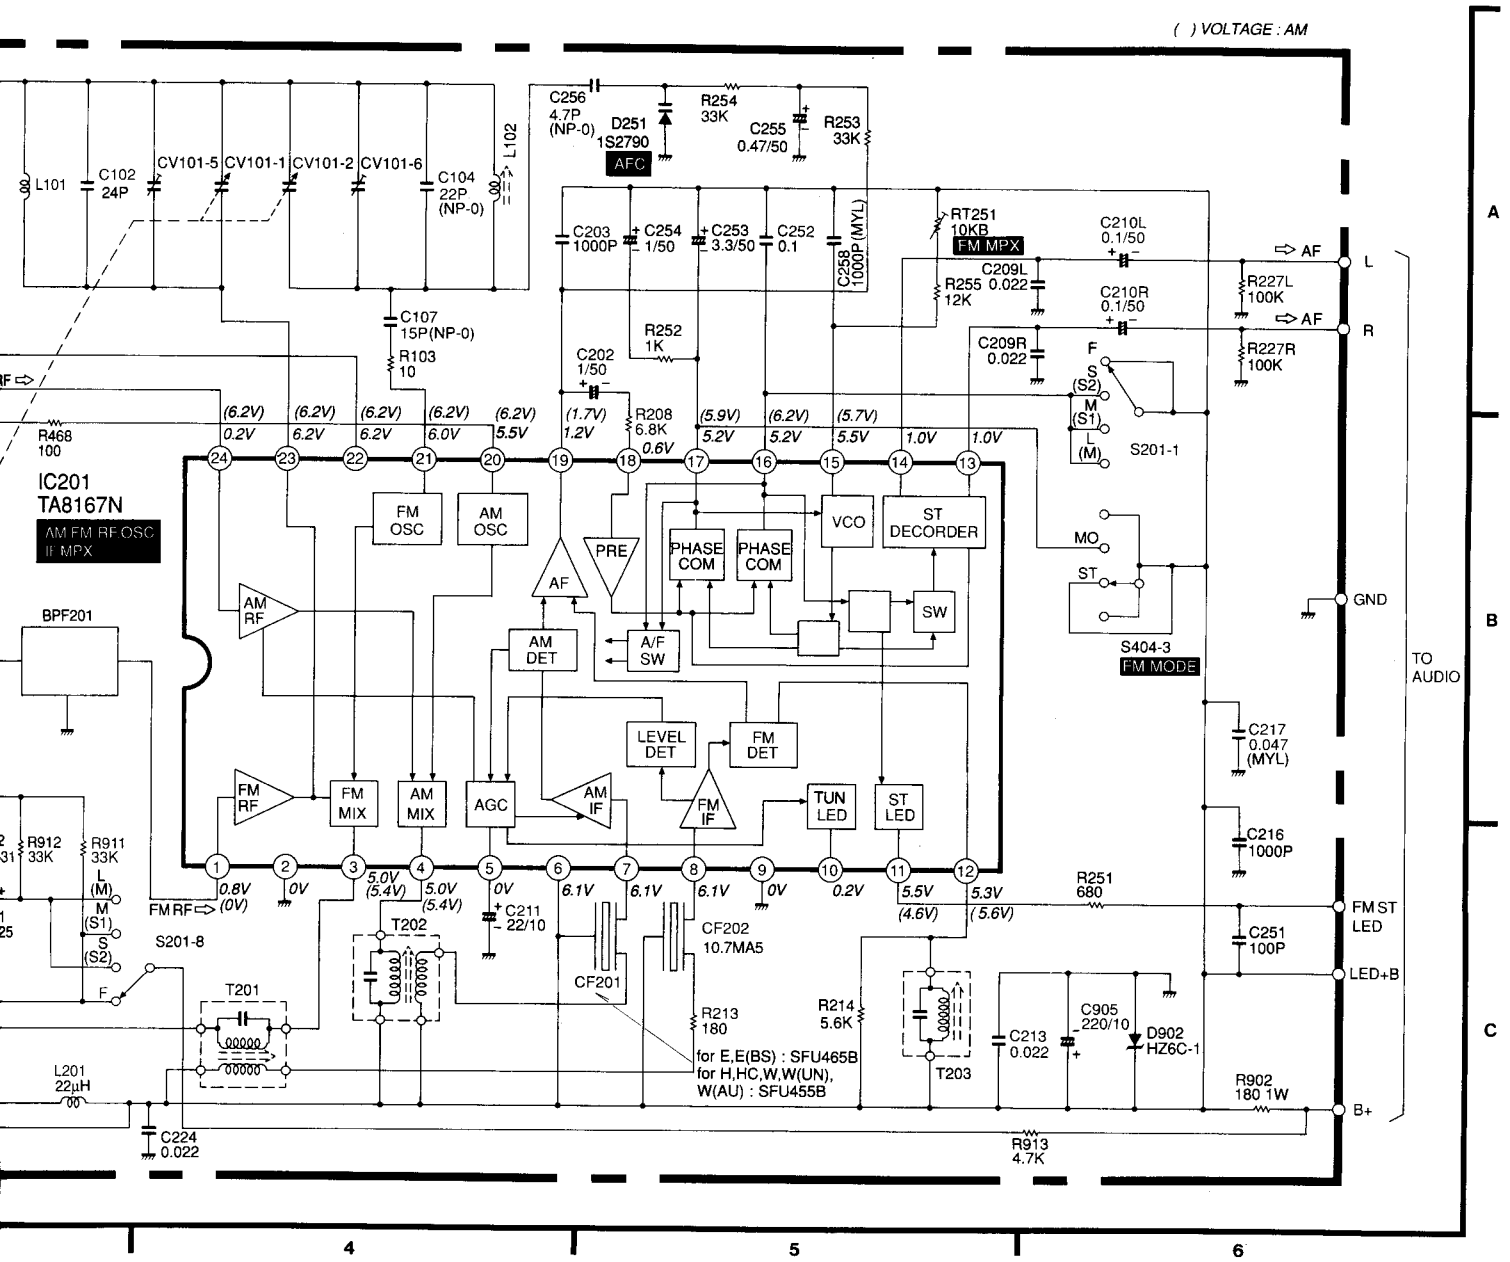 ( ) VOLTAGE : AM
C256
4.7P
(NP-0)
D251
1S2790
AFC
R254
33K
C255
0.47/50
R253
33K
L102
L101
C102
24P
CV101-5
CV101-1
CV101-2
CV101-6
C104
22P
(NP-0)
A
C203
1000P
C254
1/50
C253
3.3/50
C252
0.1
C258
1000P (MYL)
RT251
10KB
FM MPX
C210L
0.1/50
AF
L
C209L
0.022
R255
12K
C210R
0.1/50
R227L
100K
AF
R
C107
15P(NP-0)
R103
10
R252
1K
C202
1/50
C209R
0.022
R227R
100K
F
S
(S2)
M
(S1)
L
(M)
S201-1
RF
R468
100
(6.2V)
0.2V
(6.2V)
6.2V
(6.2V)
6.2V
(6.2V)
6.0V
(6.2V)
5.5V
(1.7V)
1.2V
R208
6.8K
0.6V
(5.9V)
5.2V
(6.2V)
5.2V
(5.7V)
5.5V
1.0V
1.0V
24
23
22
21
20
19
18
17
16
15
14
13
IC201
TA8167N
AM FM RF.OSC
IF MPX
FM
OSC
AM
OSC
AF
PRE
PHASE
COM
PHASE
COM
VCO
ST
DECORDER
MO
ST
S404-3
FM MODE
GND
B
TO
AUDIO
BPF201
AM
RF
AM
DET
A/F
SW
SW
LEVEL
DET
FM
DET
C217
0.047
(MYL)
FM
RF
FM
MIX
AM
MIX
AGC
AM
IF
FM
IF
TUN
LED
ST
LED
C216
1000P
R912
33K
R911
33K
31
25
L
(M)
M
(S1)
S
(S2)
F
S201-8
FM RF
1
2
3
4
5
6
7
8
9
10
11
12
0.8V
(0V)
0V
5.0V
(5.4V)
5.0V
(5.4V)
0V
6.1V
6.1V
6.1V
0V
0.2V
5.5V
(4.6V)
5.3V
(5.6V)
R251
680
FM ST
LED
C251
100P
LED+B
C211
22/10
T202
CF202
10.7MA5
CF201
T201
R213
180
R214
5.6K
T203
C213
0.022
C905
220/10
D902
HZ6C-1
C
for E,E(BS) : SFU465B
for H,HC,W,W(UN),
W(AU) : SFU455B
L201
22µH
C224
0.022
R902
180 1W
B+
R913
4.7K
4
5
6